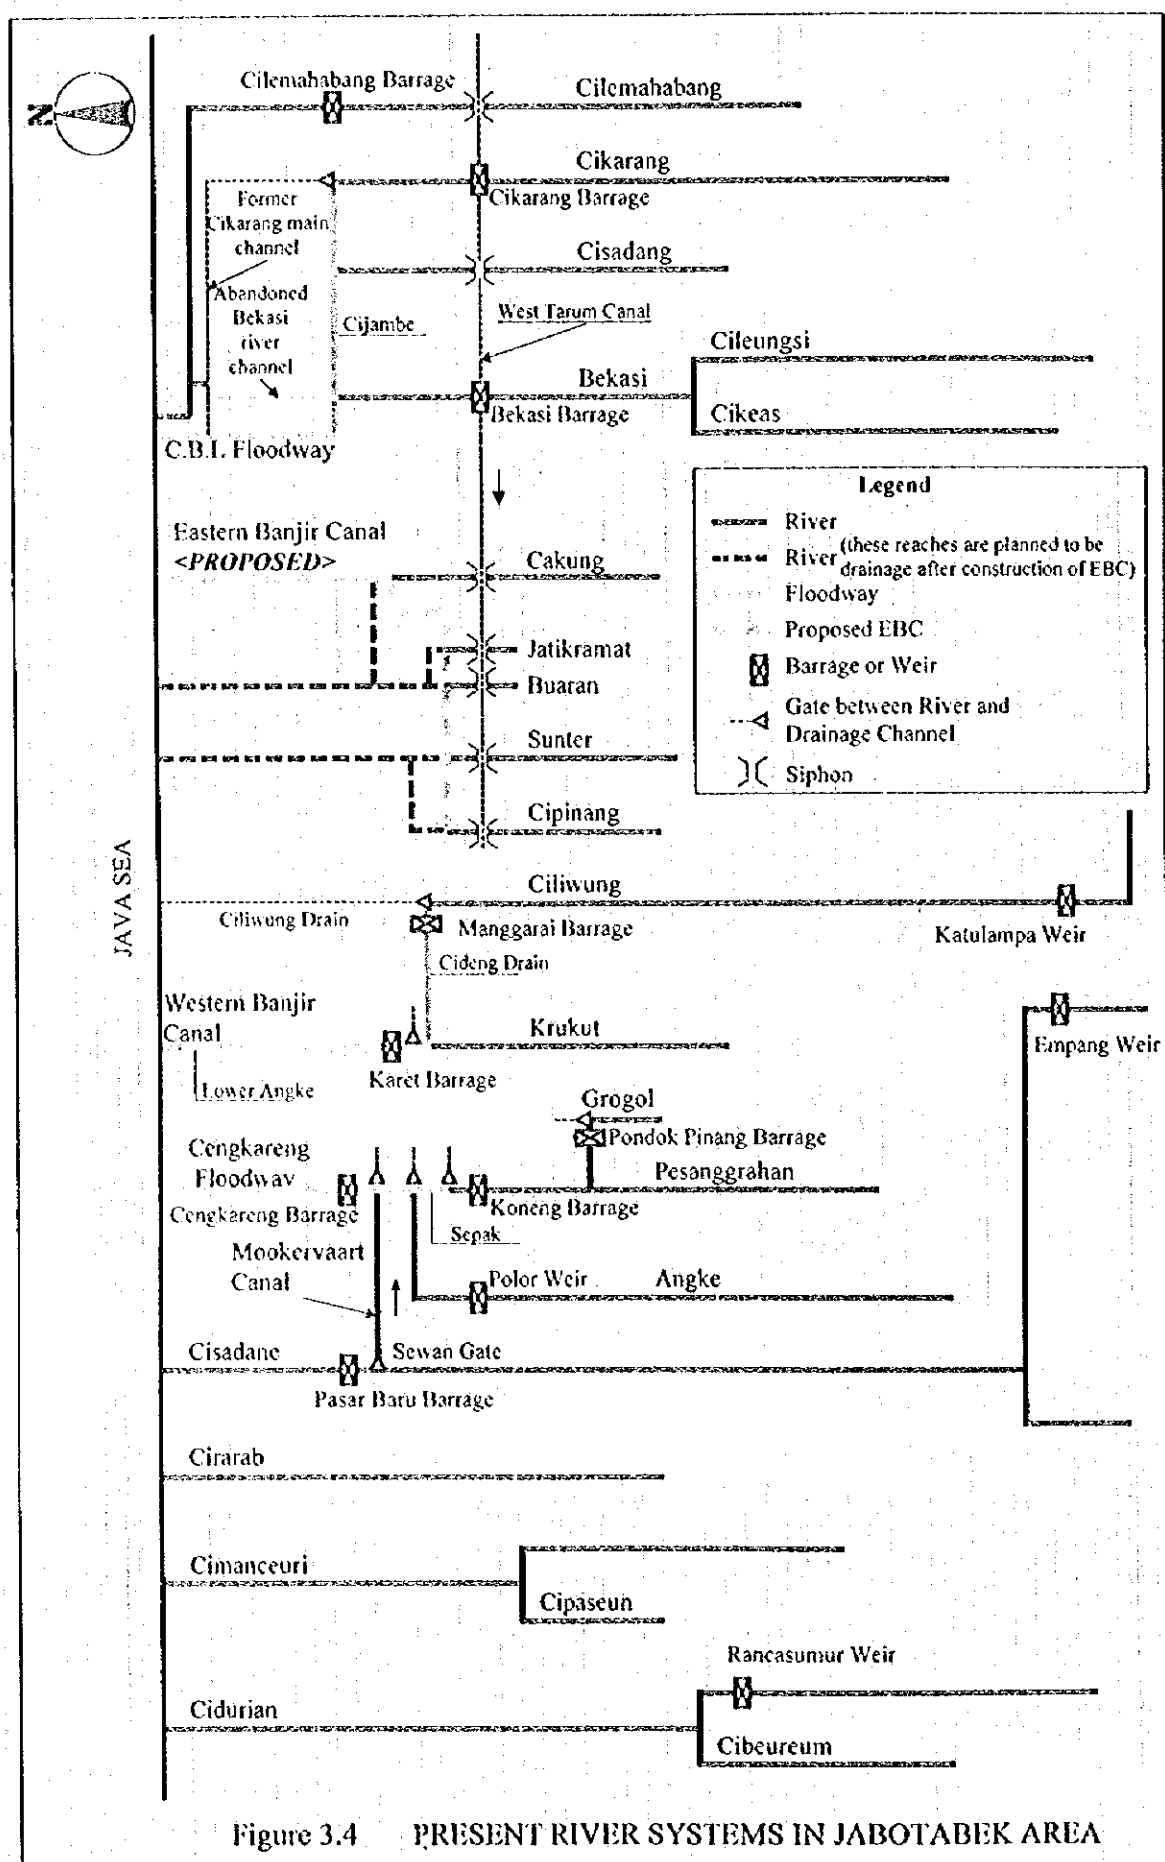 N
Cilemahabang Barrage
Cilemahabang
Cikarang
Cikarang Barrage
Former
Cikarang main
channel
Cisadang
Abandoned
Bekasi
river
channel
Cijambe
West Tarum Canal
Cileungsi
Bekasi
Bekasi Barrage
Cikeas
C.B.L. Floodway
Legend
River
River (these reaches are planned to be
drainage after construction of EBC)
Floodway
Proposed EBC
Barrage or Weir
Gate between River and
Drainage Channel
Siphon
Eastern Banjir Canal
<PROPOSED>
Cakung
Jatikramat
Buaran
Sunter
Cipinang
JAVA SEA
Ciliwung
Ciliwung Drain
Manggarai Barrage
Katulampa Weir
Cideng Drain
Western Banjir
Canal
Krukut
Empang Weir
Karet Barrage
Lower Angke
Grogol
Pondok Pinang Barrage
Cengkareng
Floodway
Pesanggrahan
Cengkareng Barrage
Koneng Barrage
Sepak
Mookervaart
Canal
Polor Weir
Angke
Cisadane
Sewan Gate
Pasar Baru Barrage
Cirarab
Cimanceuri
Cipaseun
Rancasumur Weir
Cidurian
Cibeureum
Figure 3.4 PRESENT RIVER SYSTEMS IN JABOTABEK AREA